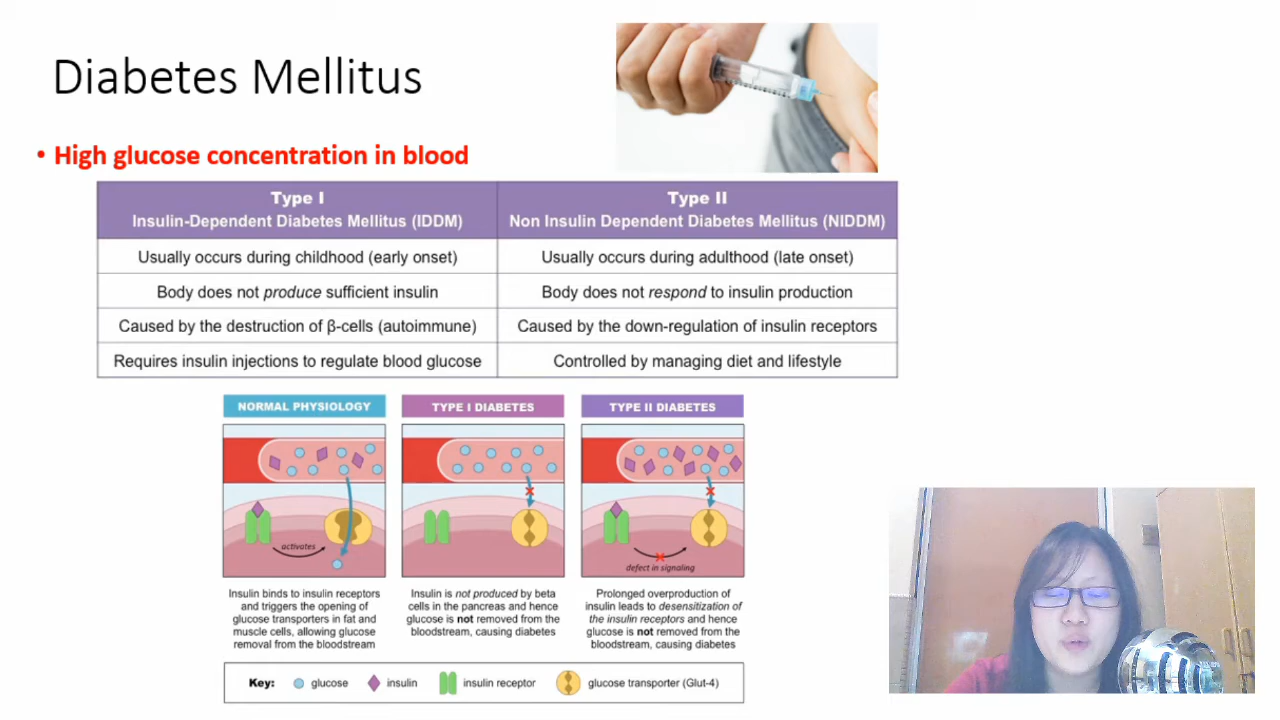 Diabetes Mellitus
• High glucose concentration in blood
Type I
Insulin-Dependent Diabetes Mellitus (IDDM)
Type II
Non Insulin Dependent Diabetes Mellitus (NIDDM)
Usually occurs during childhood (early onset)
Usually occurs during adulthood (late onset)
Body does not produce sufficient insulin
Body does not respond to insulin production
Caused by the destruction of β-cells (autoimmune)
Caused by the down-regulation of insulin receptors
Requires insulin injections to regulate blood glucose
Controlled by managing diet and lifestyle
NORMAL PHYSIOLOGY
activates
Insulin binds to insulin receptors
and triggers the opening of
glucose transporters in fat and
muscle cells, allowing glucose
removal from the bloodstream
TYPE I DIABETES
Insulin is not produced by beta
cells in the pancreas and hence
glucose is not removed from the
bloodstream, causing diabetes
TYPE II DIABETES
defect in signaling
Prolonged overproduction of
insulin leads to desensitization of
the insulin receptors and hence
glucose is not removed from the
bloodstream, causing diabetes
Key: glucose insulin insulin receptor glucose transporter (Glut-4)